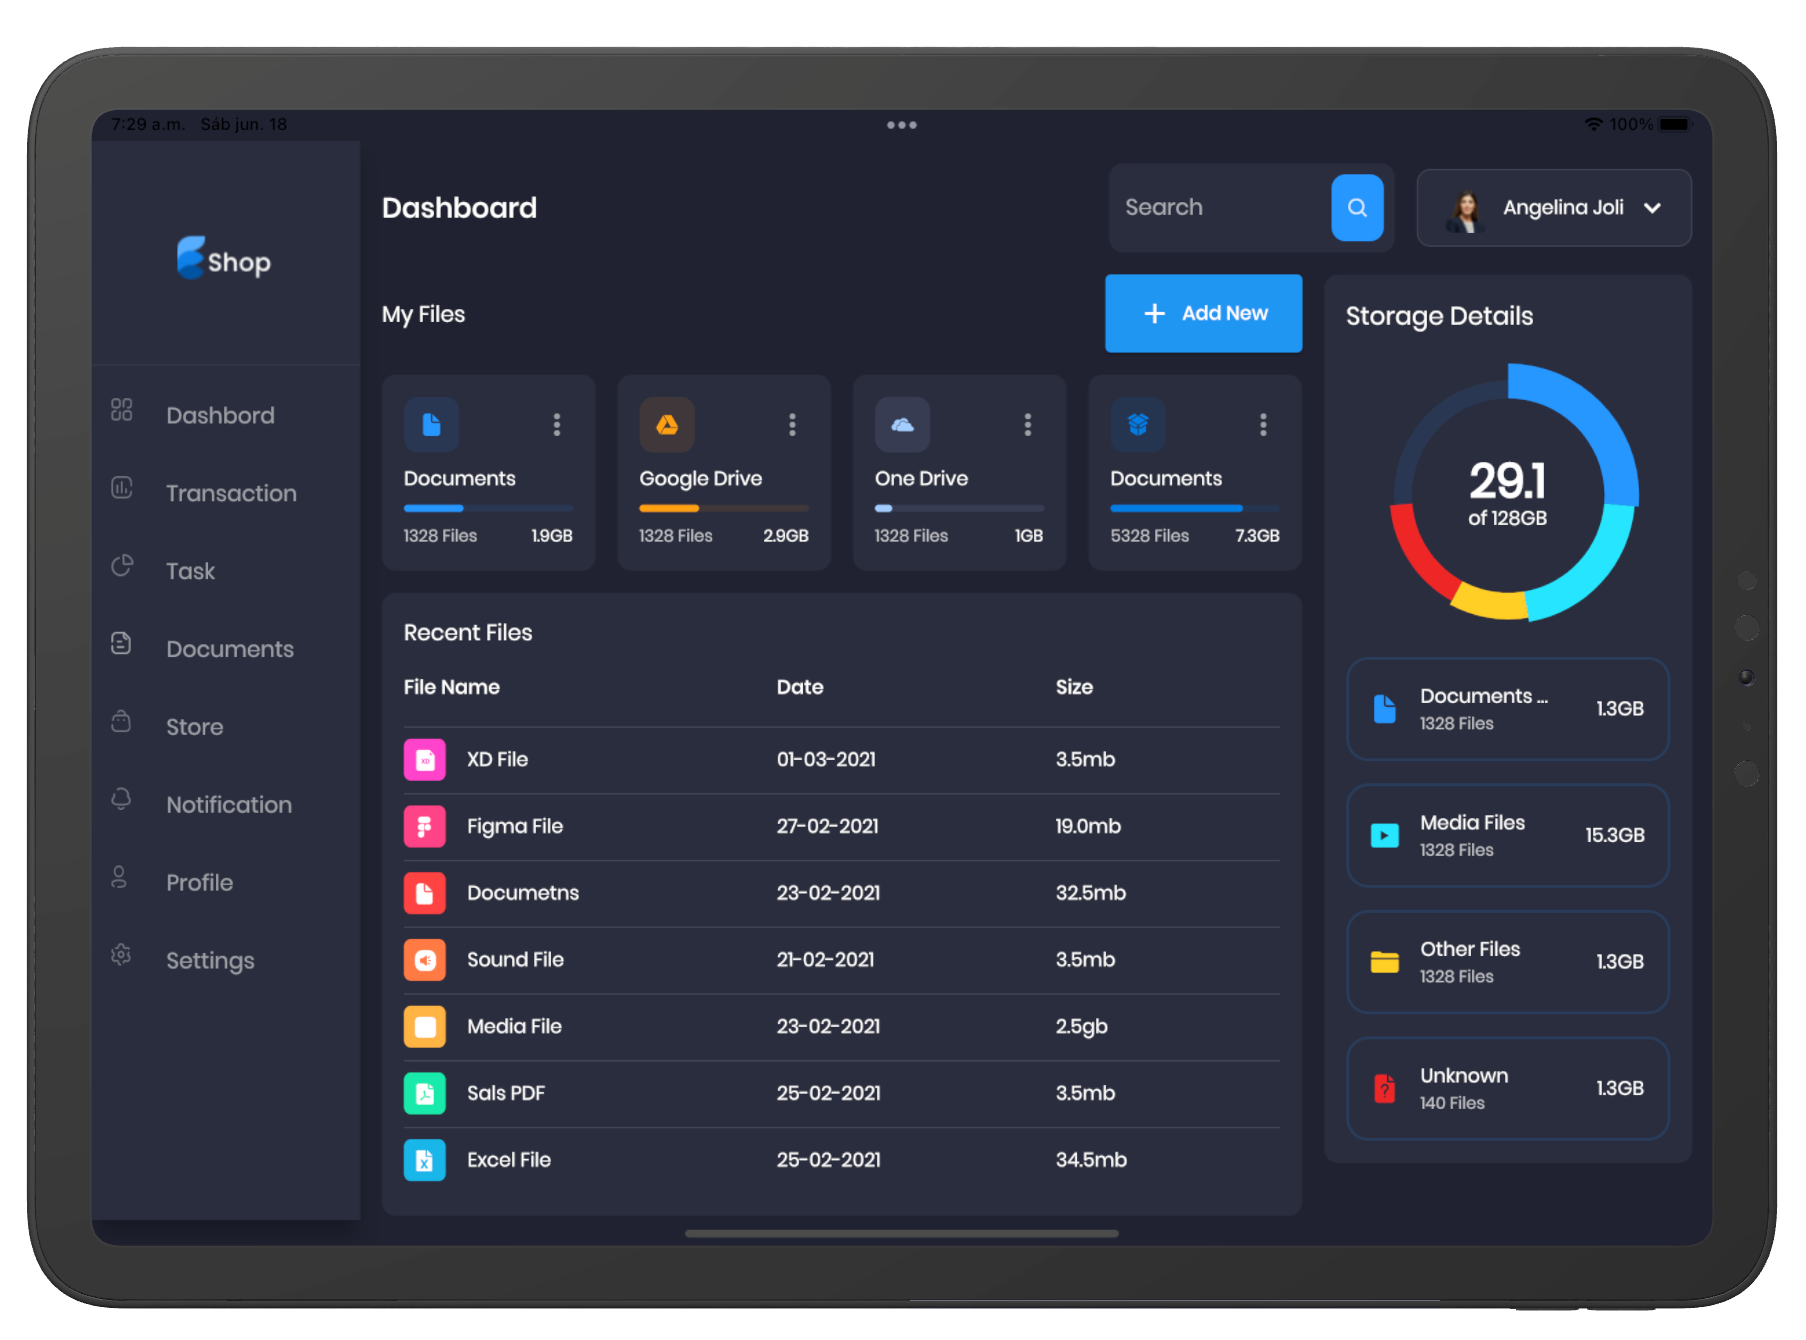 7:29 a.m. Sáb jun. 18
100%
Shop
Dashbord
Transaction
Task
Documents
Store
Notification
Profile
Settings
Dashboard
Search
Angelina Joli
My Files
+ Add New
Documents
1328 Files 1.9GB
Google Drive
1328 Files 2.9GB
One Drive
1328 Files 1GB
Documents
5328 Files 7.3GB
Recent Files
File Name Date Size
XD XD File 01-03-2021 3.5mb
Figma File 27-02-2021 19.0mb
Documetns 23-02-2021 32.5mb
Sound File 21-02-2021 3.5mb
Media File 23-02-2021 2.5gb
Sals PDF 25-02-2021 3.5mb
X Excel File 25-02-2021 34.5mb
Storage Details
29.1
of 128GB
Documents ...
1328 Files
1.3GB
Media Files
1328 Files
15.3GB
Other Files
1328 Files
1.3GB
?
Unknown
140 Files
1.3GB